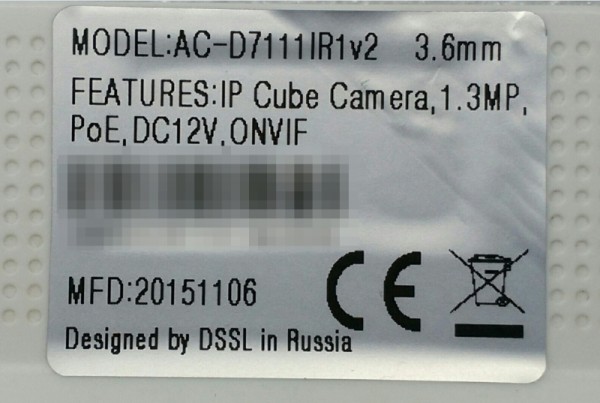 MODEL:AC-D7111IR1v2 3.6mm
FEATURES:IP Cube Camera,1.3MP,
PoE,DC12V,ONVIF
MFD:20151106
CE
Designed by DSSL in Russia